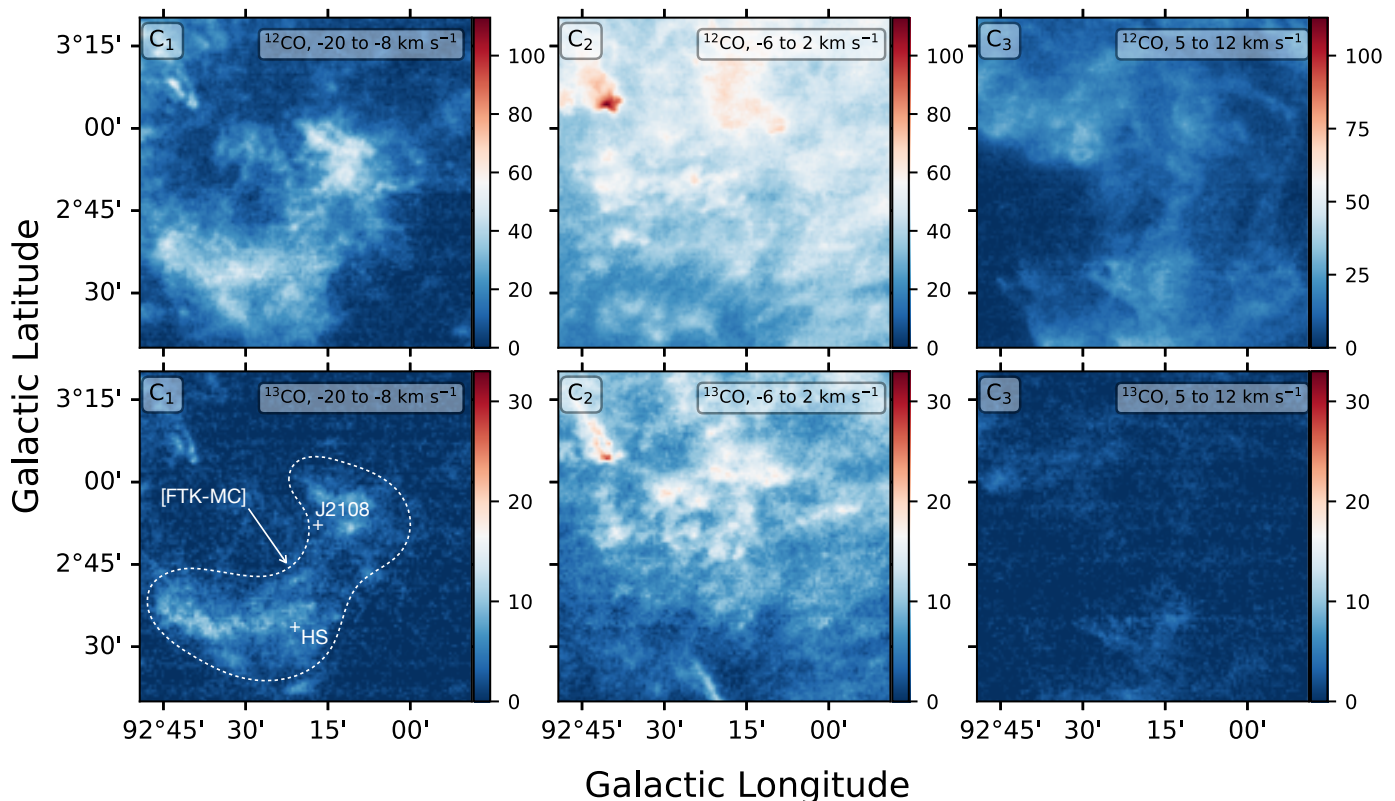 Galactic Latitude
C₁
¹²CO, -20 to -8 km s⁻¹
C₂
¹²CO, -6 to 2 km s⁻¹
C₃
¹²CO, 5 to 12 km s⁻¹
3°15'
00'
2°45'
30'
100
80
60
40
20
0
100
80
60
40
20
0
100
75
50
25
0
C₁
¹³CO, -20 to -8 km s⁻¹
C₂
¹³CO, -6 to 2 km s⁻¹
C₃
¹³CO, 5 to 12 km s⁻¹
3°15'
00'
2°45'
30'
[FTK-MC]
J2108
HS
30
20
10
0
30
20
10
0
30
20
10
0
92°45' 30' 15' 00'
92°45' 30' 15' 00'
92°45' 30' 15' 00'
Galactic Longitude